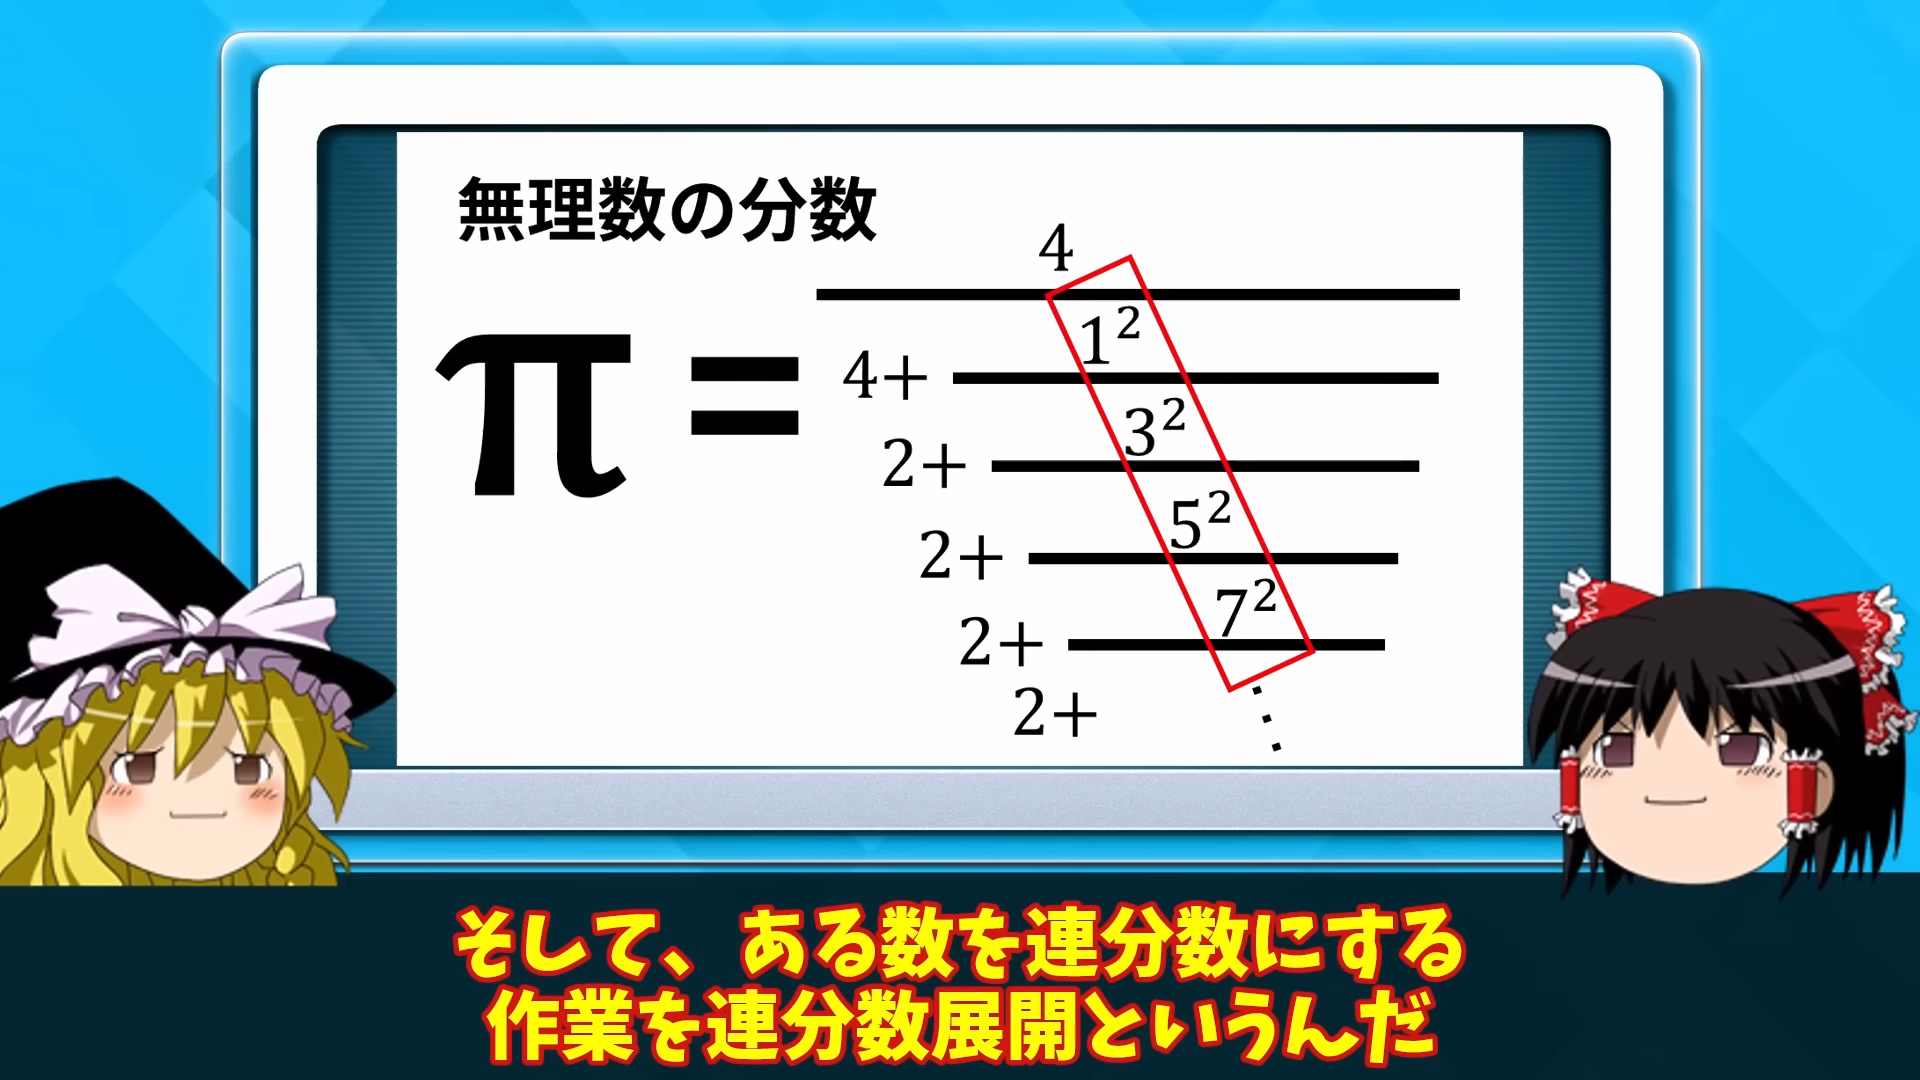 無理数の分数
4
π =
1²
4+
3²
2+
5²
2+
7²
2+
2+
⋱
そして、ある数を連分数にする
作業を連分数展開というんだ